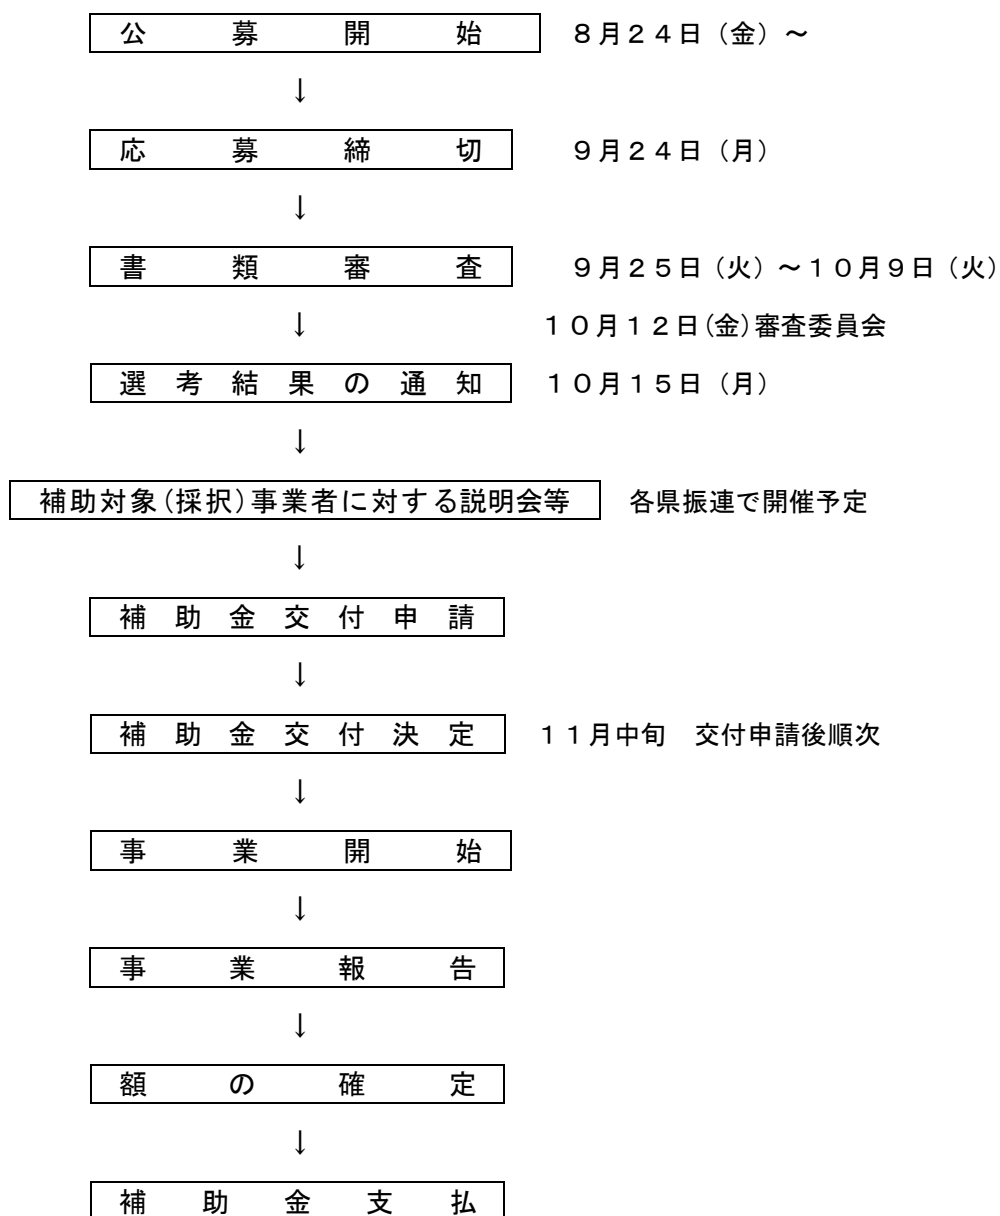 公募開始 8月24日（金）～
↓
応募締切 9月24日（月）
↓
書類審査 9月25日（火）～10月9日（火）
↓ 10月12日(金)審査委員会
選考結果の通知 10月15日（月）
↓
補助対象(採択)事業者に対する説明会等 各県振連で開催予定
↓
補助金交付申請
↓
補助金交付決定 11月中旬 交付申請後順次
↓
事業開始
↓
事業報告
↓
額の確定
↓
補助金支払